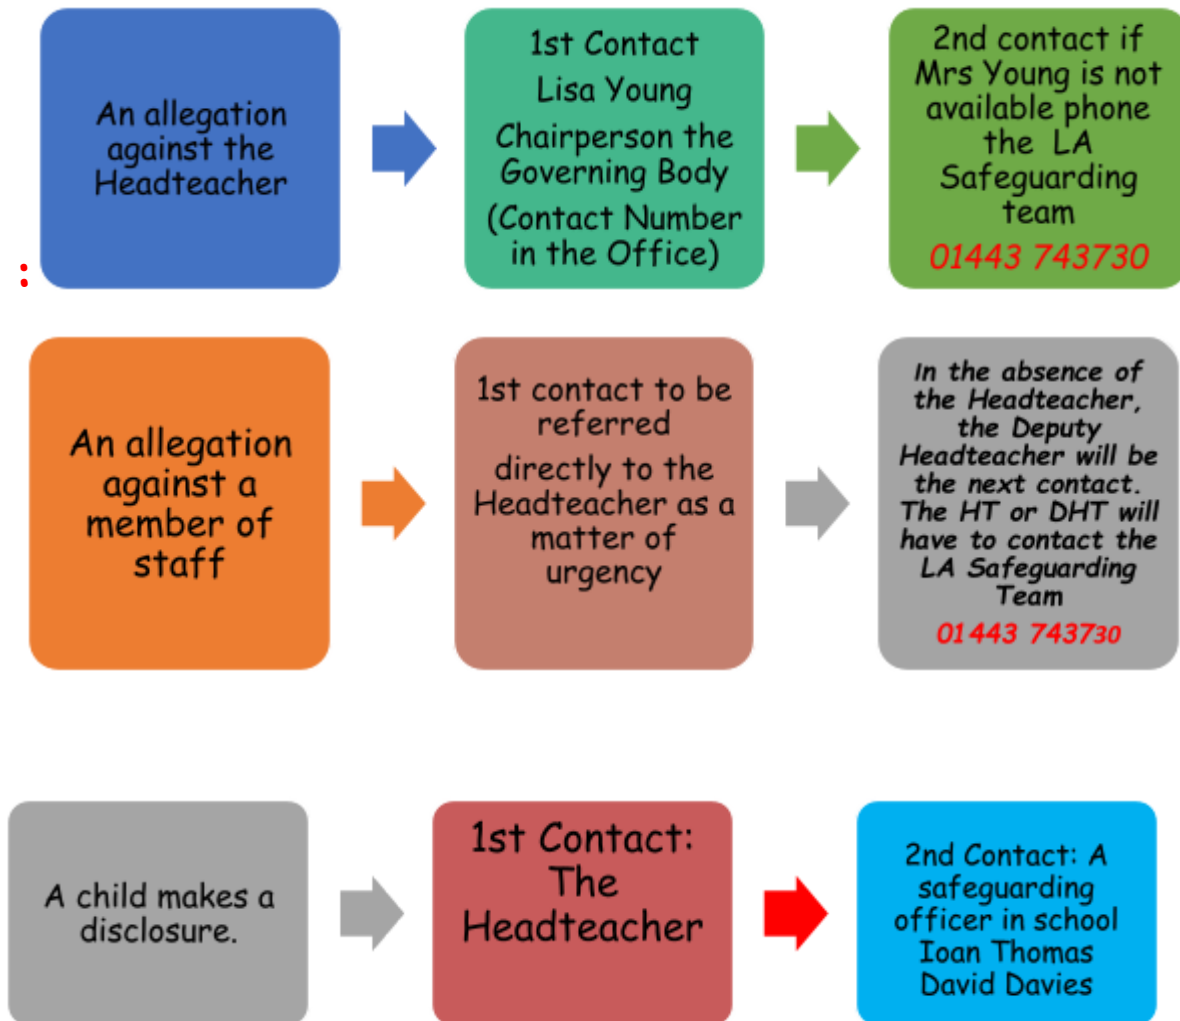 An allegation
against the
Headteacher
1st Contact
Lisa Young
Chairperson the
Governing Body
(Contact Number
in the Office)
2nd contact if
Mrs Young is not
available phone
the LA
Safeguarding
team
01443 743730
:
An allegation
against a
member of
staff
1st contact to be
referred
directly to the
Headteacher as a
matter of
urgency
In the absence of
the Headteacher,
the Deputy
Headteacher will be
the next contact.
The HT or DHT will
have to contact the
LA Safeguarding
Team
01443 743730
A child makes a
disclosure.
1st Contact:
The
Headteacher
2nd Contact: A
safeguarding
officer in school
Ioan Thomas
David Davies